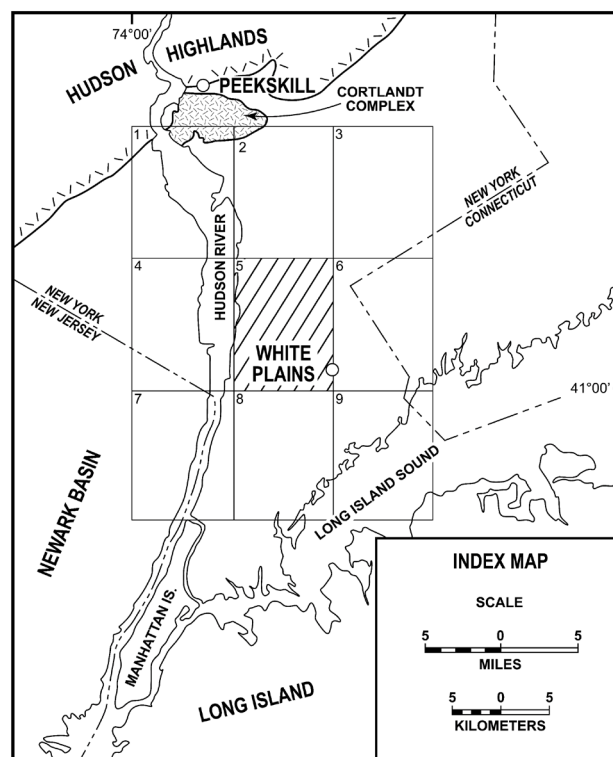 74°00'
HUDSON HIGHLANDS
PEEKSKILL
CORTLANDT
COMPLEX
11
2
3
NEW YORK
CONNECTICUT
HUDSON RIVER
4
5
6
NEW YORK
NEW JERSEY
WHITE
PLAINS
7
8
9
41°00'
NEWARK BASIN
LONG ISLAND SOUND
MANHATTAN IS.
LONG ISLAND
INDEX MAP
SCALE
5 0 5
MILES
5 0 5
KILOMETERS